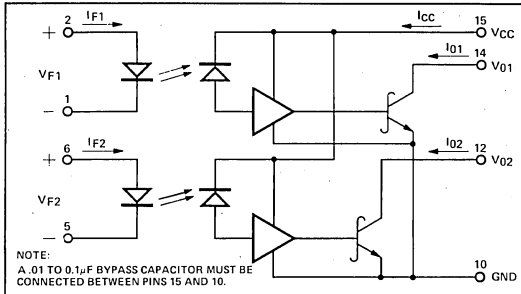 2
IF1
+
VF1
−
1
ICC
15
VCC
IO1
14
VO1
6
IF2
+
VF2
−
5
IO2
12
VO2
10
GND
NOTE:
A .01 TO 0.1μF BYPASS CAPACITOR MUST BE
CONNECTED BETWEEN PINS 15 AND 10.